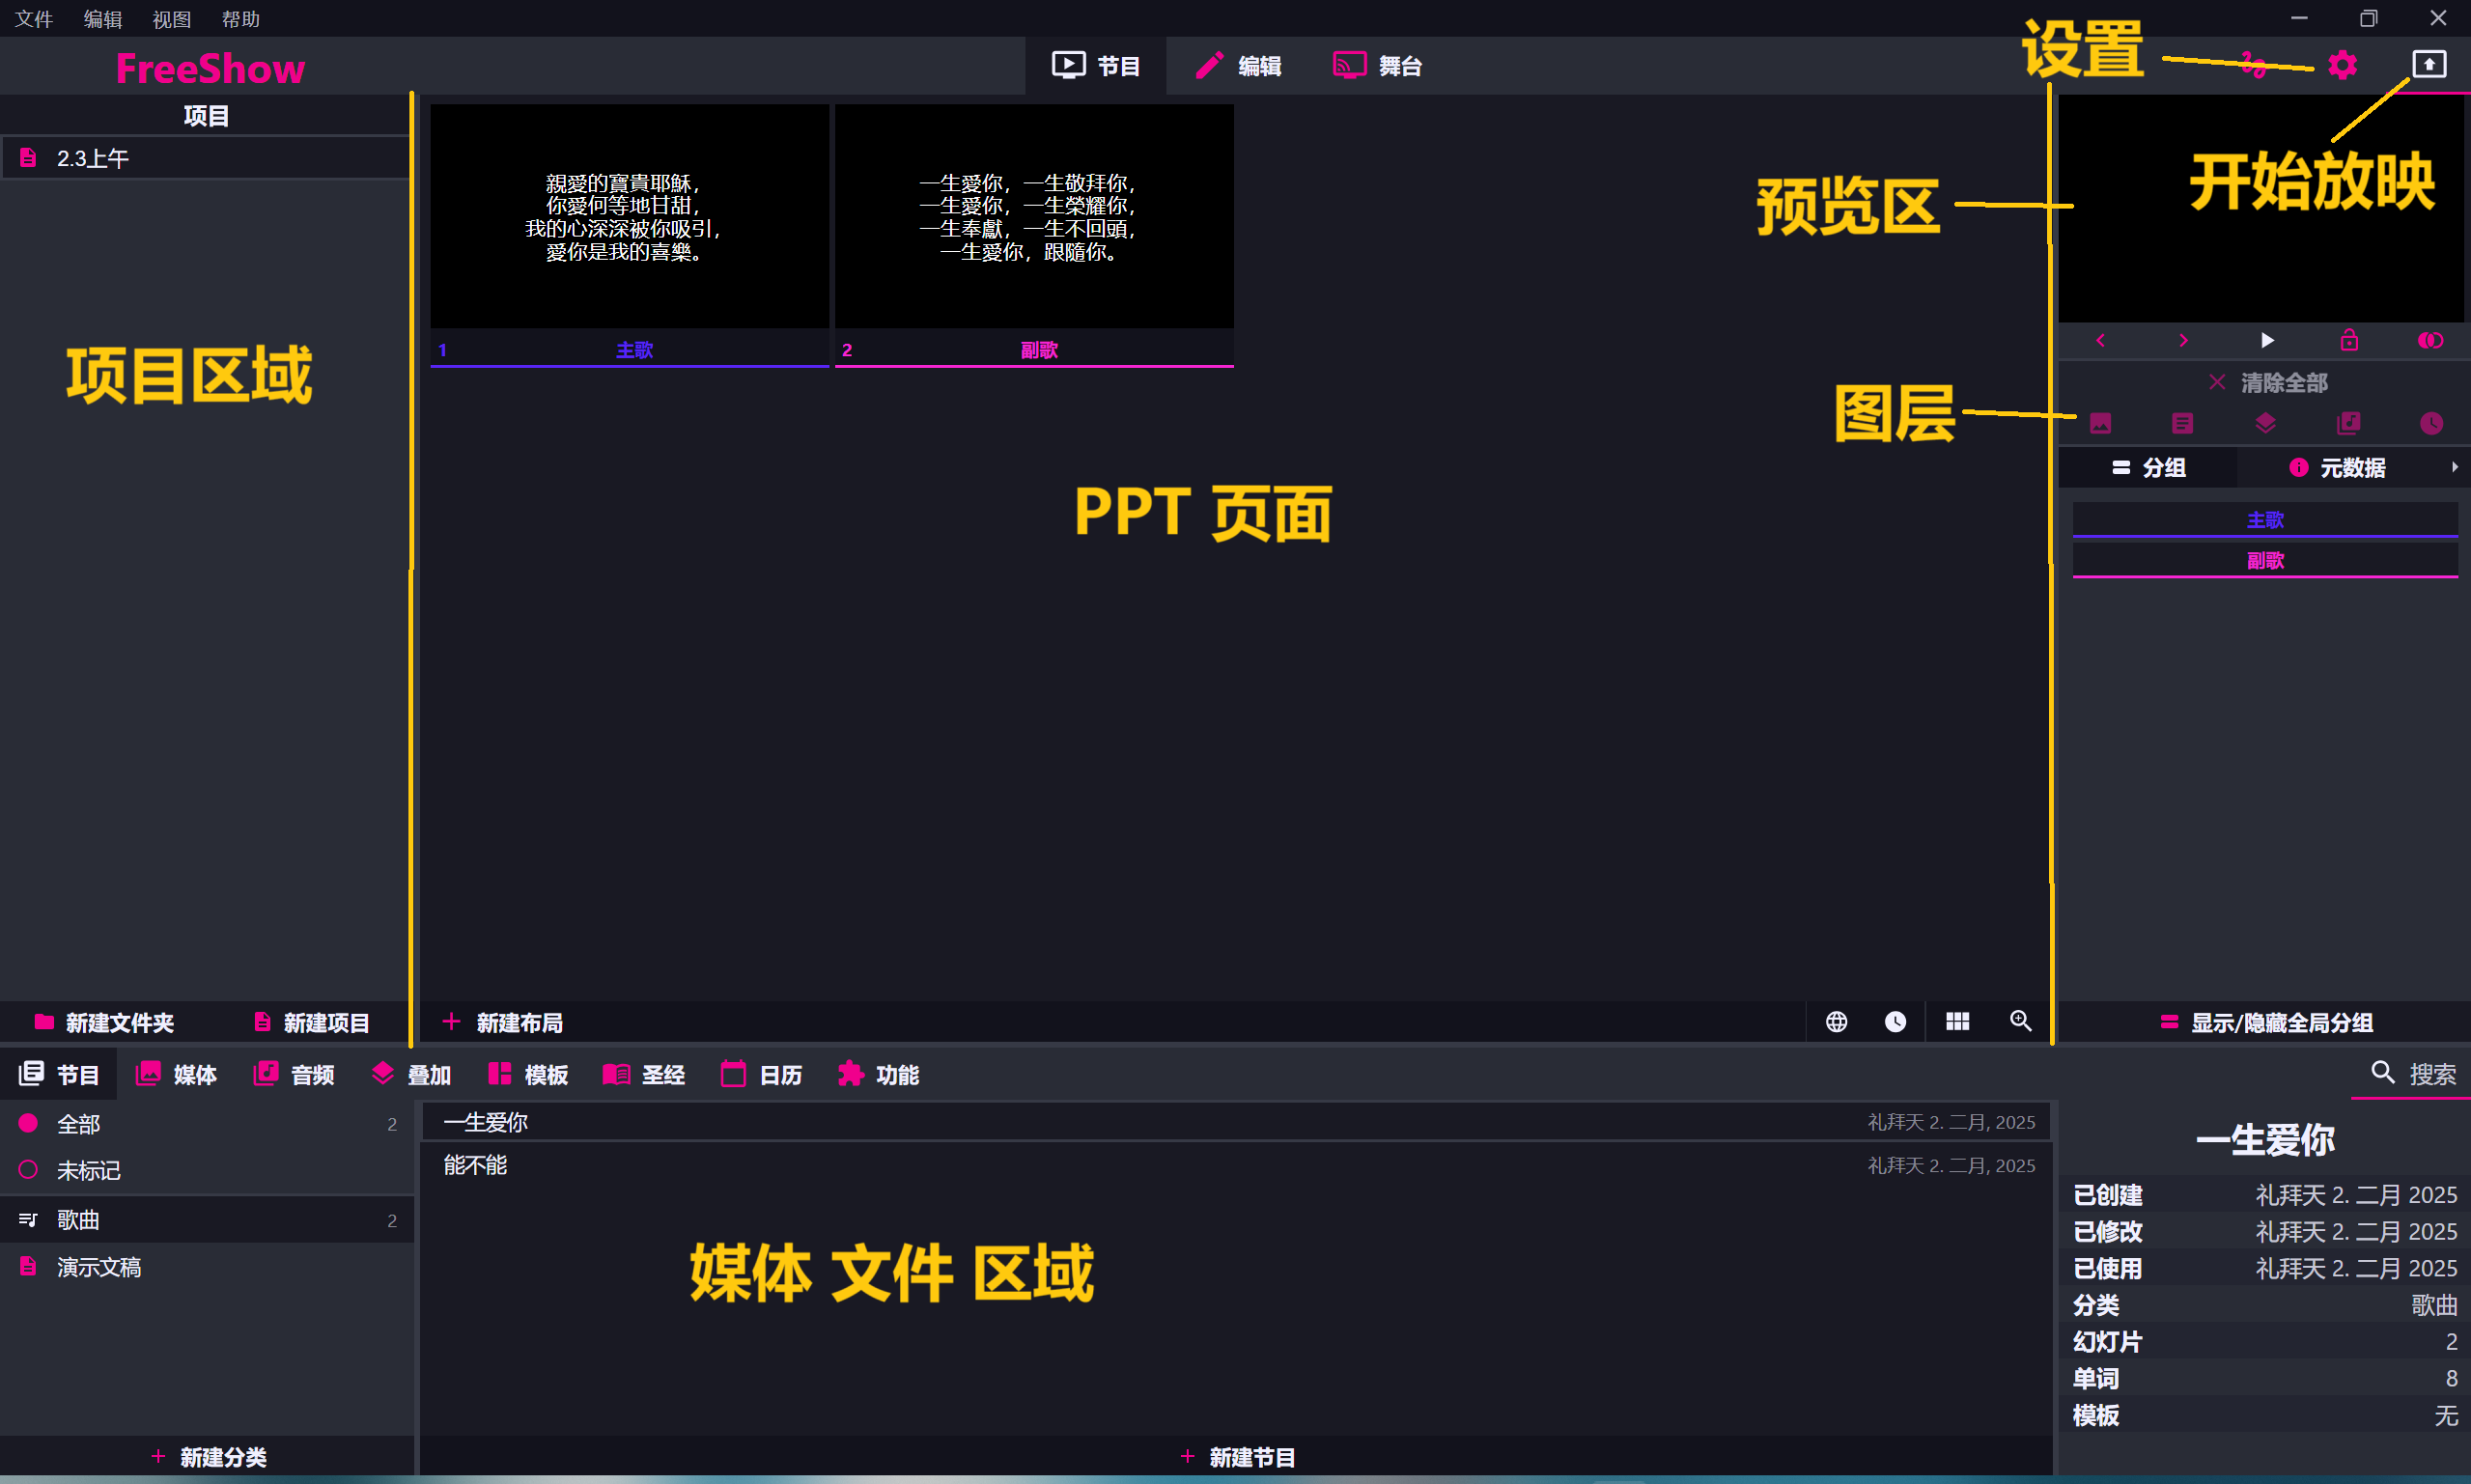 文件 编辑 视图 帮助
FreeShow
节目 编辑 舞台
设置
项目
2.3上午
親愛的寶貴耶穌，
你愛何等地甘甜，
我的心深深被你吸引，
愛你是我的喜樂。
1 主歌
一生愛你，一生敬拜你，
一生愛你，一生榮耀你，
一生奉獻，一生不回頭，
一生愛你，跟隨你。
2 副歌
预览区
开始放映
项目区域
图层
清除全部
PPT 页面
分组 元数据
主歌
副歌
新建文件夹 新建项目
新建布局
显示/隐藏全局分组
节目 媒体 音频 叠加 模板 圣经 日历 功能
搜索
全部 2
未标记
歌曲 2
演示文稿
新建分类
一生爱你 礼拜天 2. 二月, 2025
能不能 礼拜天 2. 二月, 2025
媒体 文件 区域
新建节目
一生爱你
已创建 礼拜天 2. 二月 2025
已修改 礼拜天 2. 二月 2025
已使用 礼拜天 2. 二月 2025
分类 歌曲
幻灯片 2
单词 8
模板 无